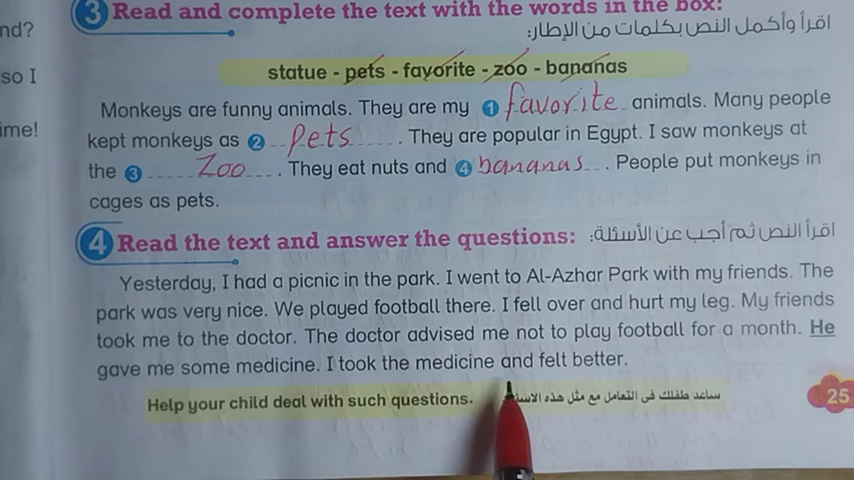 3 Read and complete the text with the words in the box:
اقرأ وأكمل النص بكلمات من الإطار:
nd?
so I
ime!
statue - pets - favorite - zoo - bananas
Monkeys are funny animals. They are my 1 favorite animals. Many people
kept monkeys as 2 pets. They are popular in Egypt. I saw monkeys at
the 3 Zoo. They eat nuts and 4 bananas. People put monkeys in
cages as pets.
4 Read the text and answer the questions: اقرأ النص ثم أجب عن الأسئلة:
Yesterday, I had a picnic in the park. I went to Al-Azhar Park with my friends. The
park was very nice. We played football there. I fell over and hurt my leg. My friends
took me to the doctor. The doctor advised me not to play football for a month. He
gave me some medicine. I took the medicine and felt better.
Help your child deal with such questions. ساعد طفلك فى التعامل مع مثل هذه
25